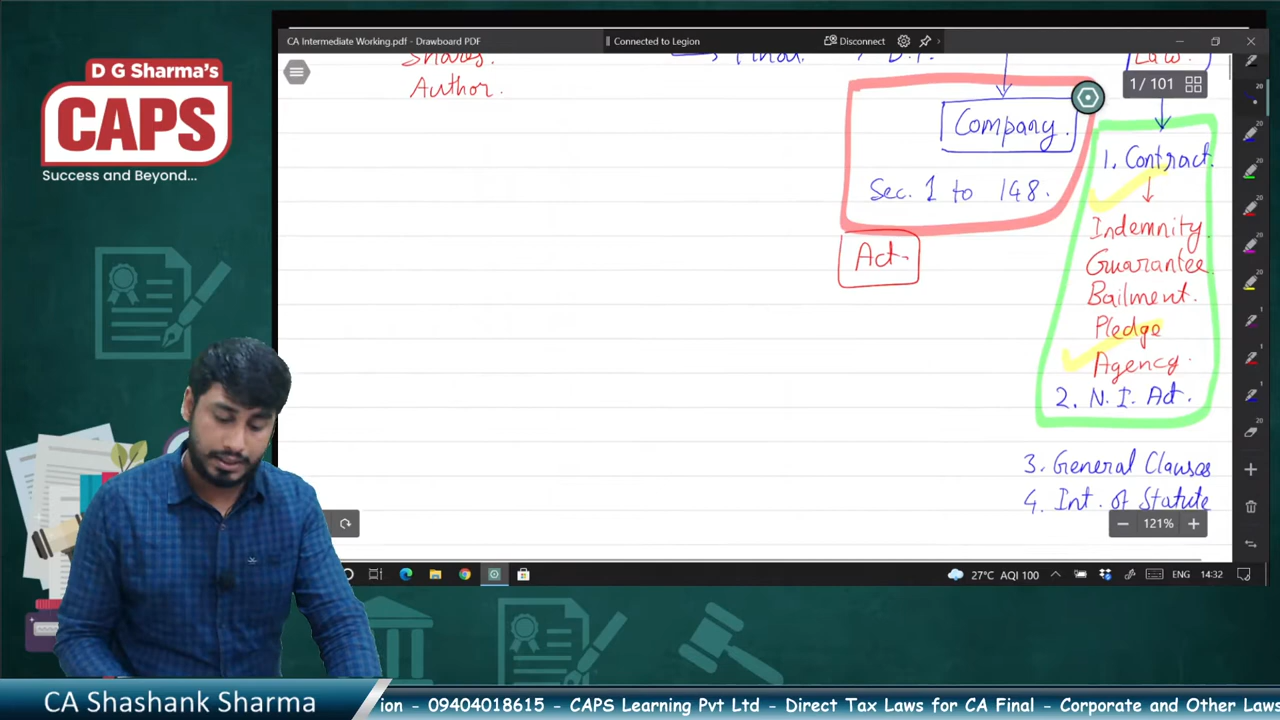 D G Sharma's
CAPS
Success and Beyond...
CA Intermediate Working.pdf - Drawboard PDF
Connected to Legion
Disconnect
Shares.
Author.
Final.
Law.
1 / 101
Company.
Sec. 1 to 148.
Act.
1. Contract.
Indemnity.
Guarantee.
Bailment.
Pledge
Agency.
2. N. I. Act.
3. General Clauses
4. Int. of Statute
121%
27°C AQI 100
ENG
14:32
CA Shashank Sharma
ion - 09404018615 - CAPS Learning Pvt Ltd - Direct Tax Laws for CA Final - Corporate and Other Laws